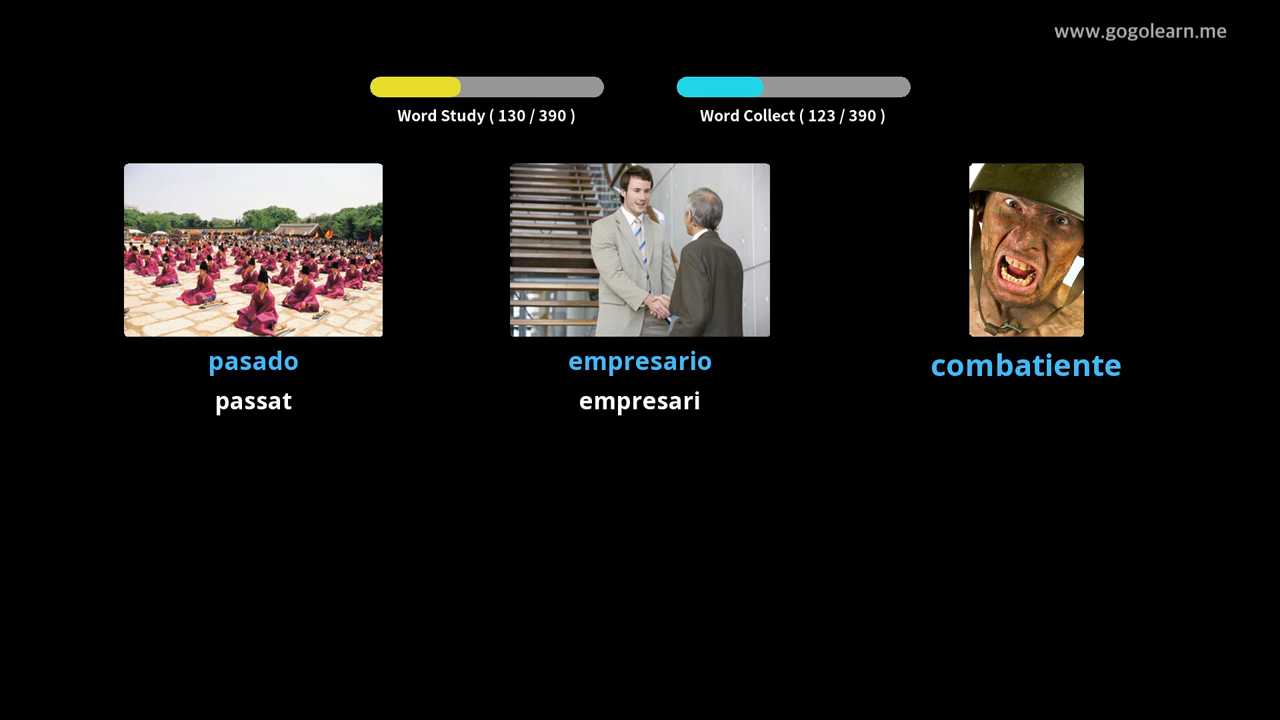 www.gogolearn.me
Word Study ( 130 / 390 )
Word Collect ( 123 / 390 )
pasado
empresario
combatiente
passat
empresari